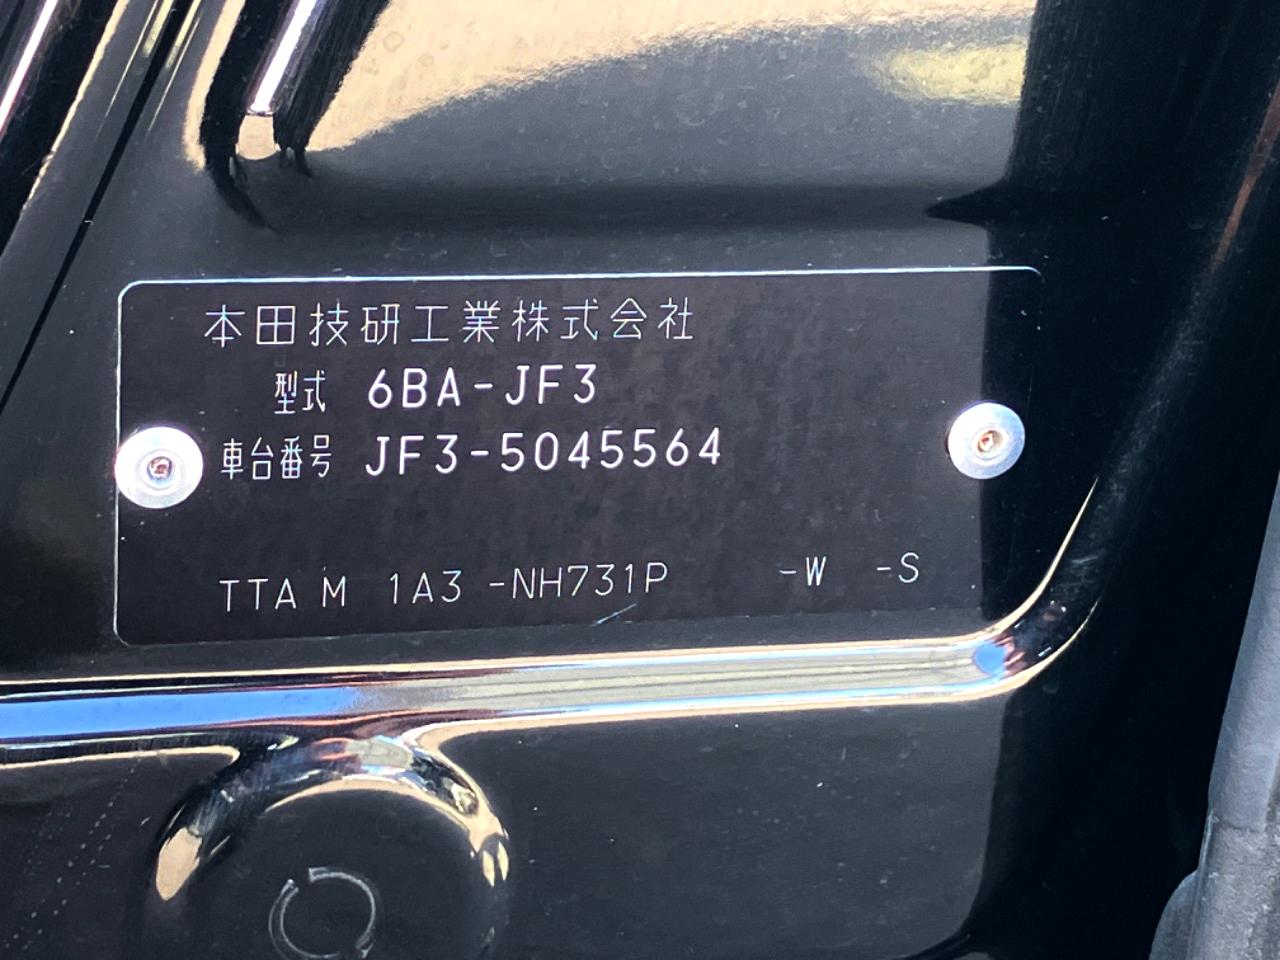 本田技研工業株式会社
型式 6BA-JF3
車台番号 JF3-5045564
TTA M 1A3 -NH731P -W -S